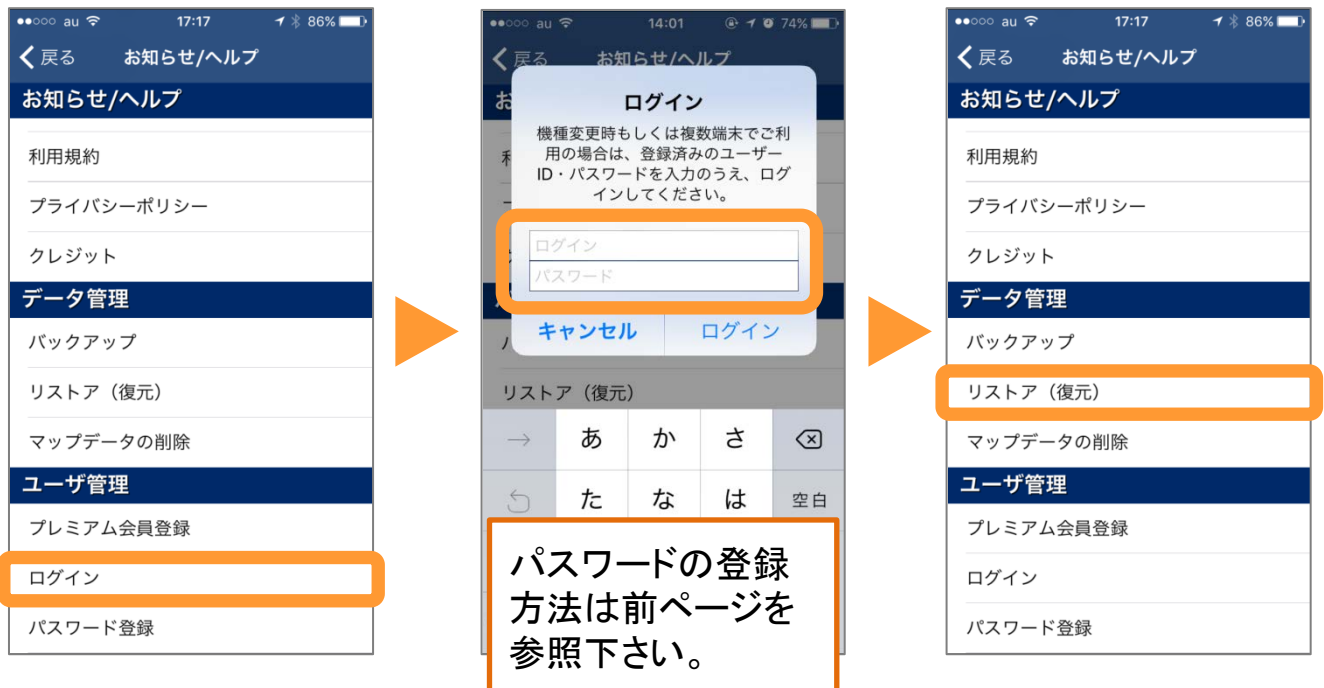 au 17:17 86%
戻る お知らせ/ヘルプ
お知らせ/ヘルプ
利用規約
プライバシーポリシー
クレジット
データ管理
バックアップ
リストア（復元）
マップデータの削除
ユーザ管理
プレミアム会員登録
ログイン
パスワード登録
au 14:01 74%
戻る お知らせ/ヘルプ
お
ログイン
機種変更時もしくは複数端末でご利
用の場合は、登録済みのユーザー
ID・パスワードを入力のうえ、ログ
インしてください。
ログイン
パスワード
キャンセル ログイン
リストア（復元）
あ か さ
た な は 空白
パスワードの登録
方法は前ページを
参照下さい。
au 17:17 86%
戻る お知らせ/ヘルプ
お知らせ/ヘルプ
利用規約
プライバシーポリシー
クレジット
データ管理
バックアップ
リストア（復元）
マップデータの削除
ユーザ管理
プレミアム会員登録
ログイン
パスワード登録